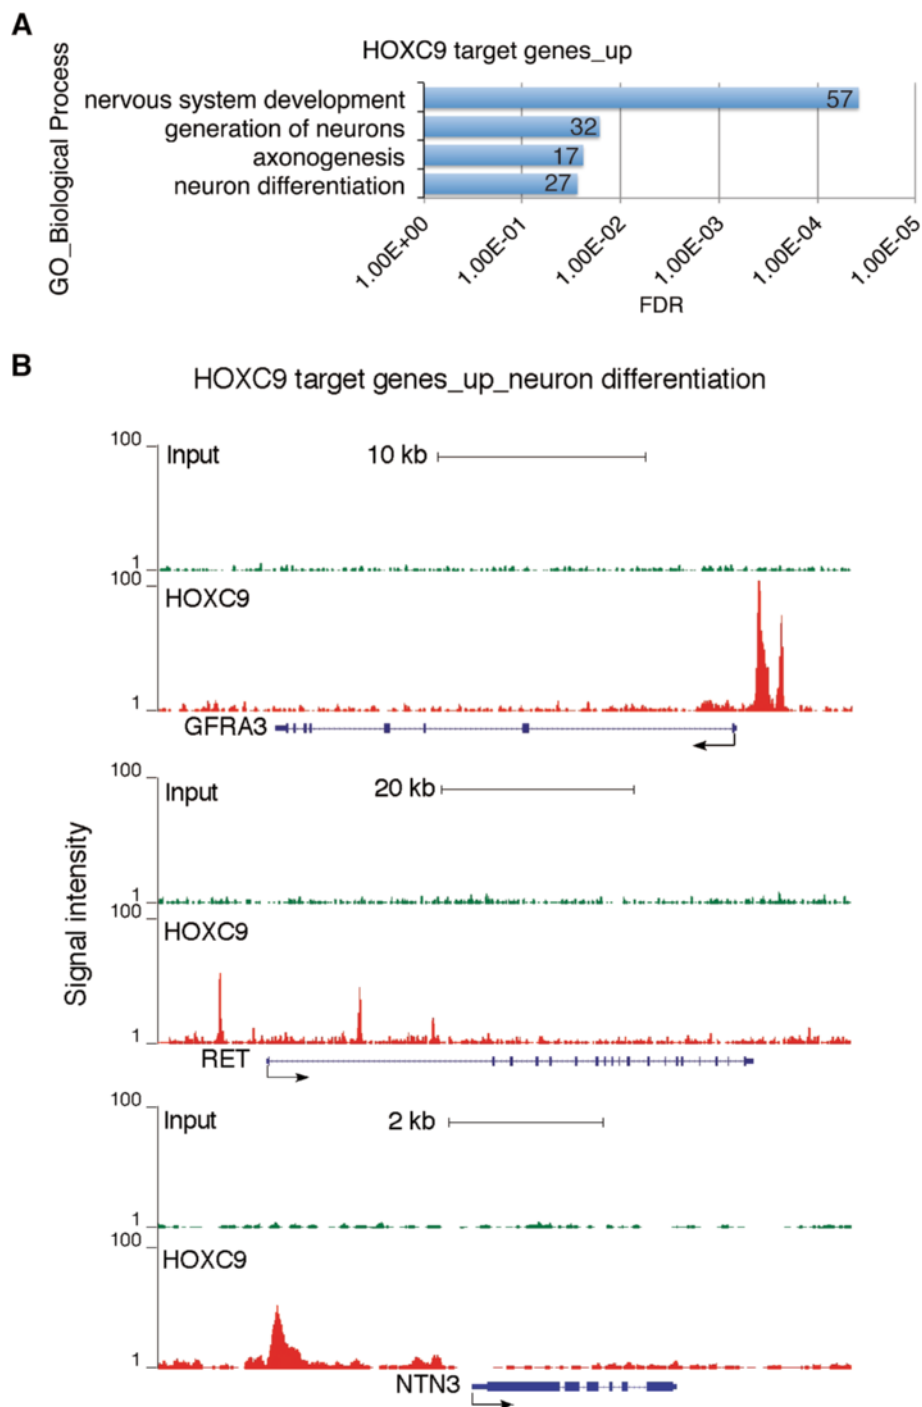 A
HOXC9 target genes_up
GO_Biological Process
nervous system development 57
generation of neurons 32
axonogenesis 17
neuron differentiation 27
1.00E+00 1.00E-01 1.00E-02 1.00E-03 1.00E-04 1.00E-05
FDR
B
HOXC9 target genes_up_neuron differentiation
Signal intensity
100
Input 10 kb
1
100
HOXC9
1
GFRA3
100
Input 20 kb
1
100
HOXC9
1
RET
100
Input 2 kb
1
100
HOXC9
1
NTN3